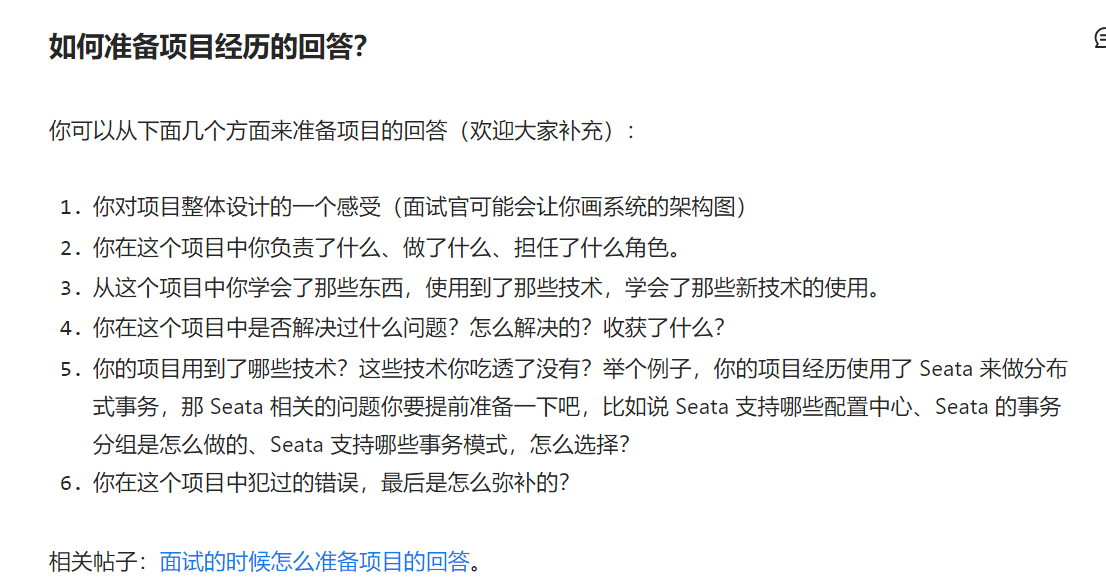 如何准备项目经历的回答？
你可以从下面几个方面来准备项目的回答（欢迎大家补充）：
1. 你对项目整体设计的一个感受（面试官可能会让你画系统的架构图）
2. 你在这个项目中你负责了什么、做了什么、担任了什么角色。
3. 从这个项目中你学会了那些东西，使用到了那些技术，学会了那些新技术的使用。
4. 你在这个项目中是否解决过什么问题？怎么解决的？收获了什么？
5. 你的项目用到了哪些技术？这些技术你吃透了没有？举个例子，你的项目经历使用了 Seata 来做分布
式事务，那 Seata 相关的问题你要提前准备一下吧，比如说 Seata 支持哪些配置中心、Seata 的事务
分组是怎么做的、Seata 支持哪些事务模式，怎么选择？
6. 你在这个项目中犯过的错误，最后是怎么弥补的？
相关帖子：面试的时候怎么准备项目的回答。